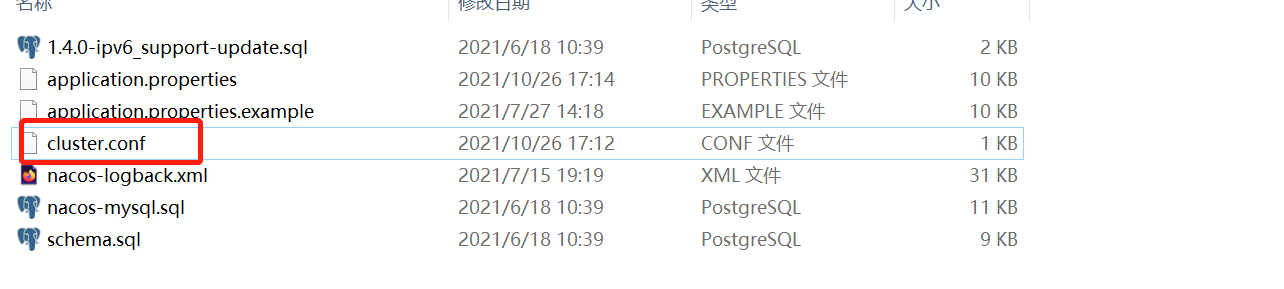 名称 修改日期 类型 大小
1.4.0-ipv6_support-update.sql 2021/6/18 10:39 PostgreSQL 2 KB
application.properties 2021/10/26 17:14 PROPERTIES 文件 10 KB
application.properties.example 2021/7/27 14:18 EXAMPLE 文件 10 KB
cluster.conf 2021/10/26 17:12 CONF 文件 1 KB
nacos-logback.xml 2021/7/15 19:19 XML 文件 31 KB
nacos-mysql.sql 2021/6/18 10:39 PostgreSQL 11 KB
schema.sql 2021/6/18 10:39 PostgreSQL 9 KB